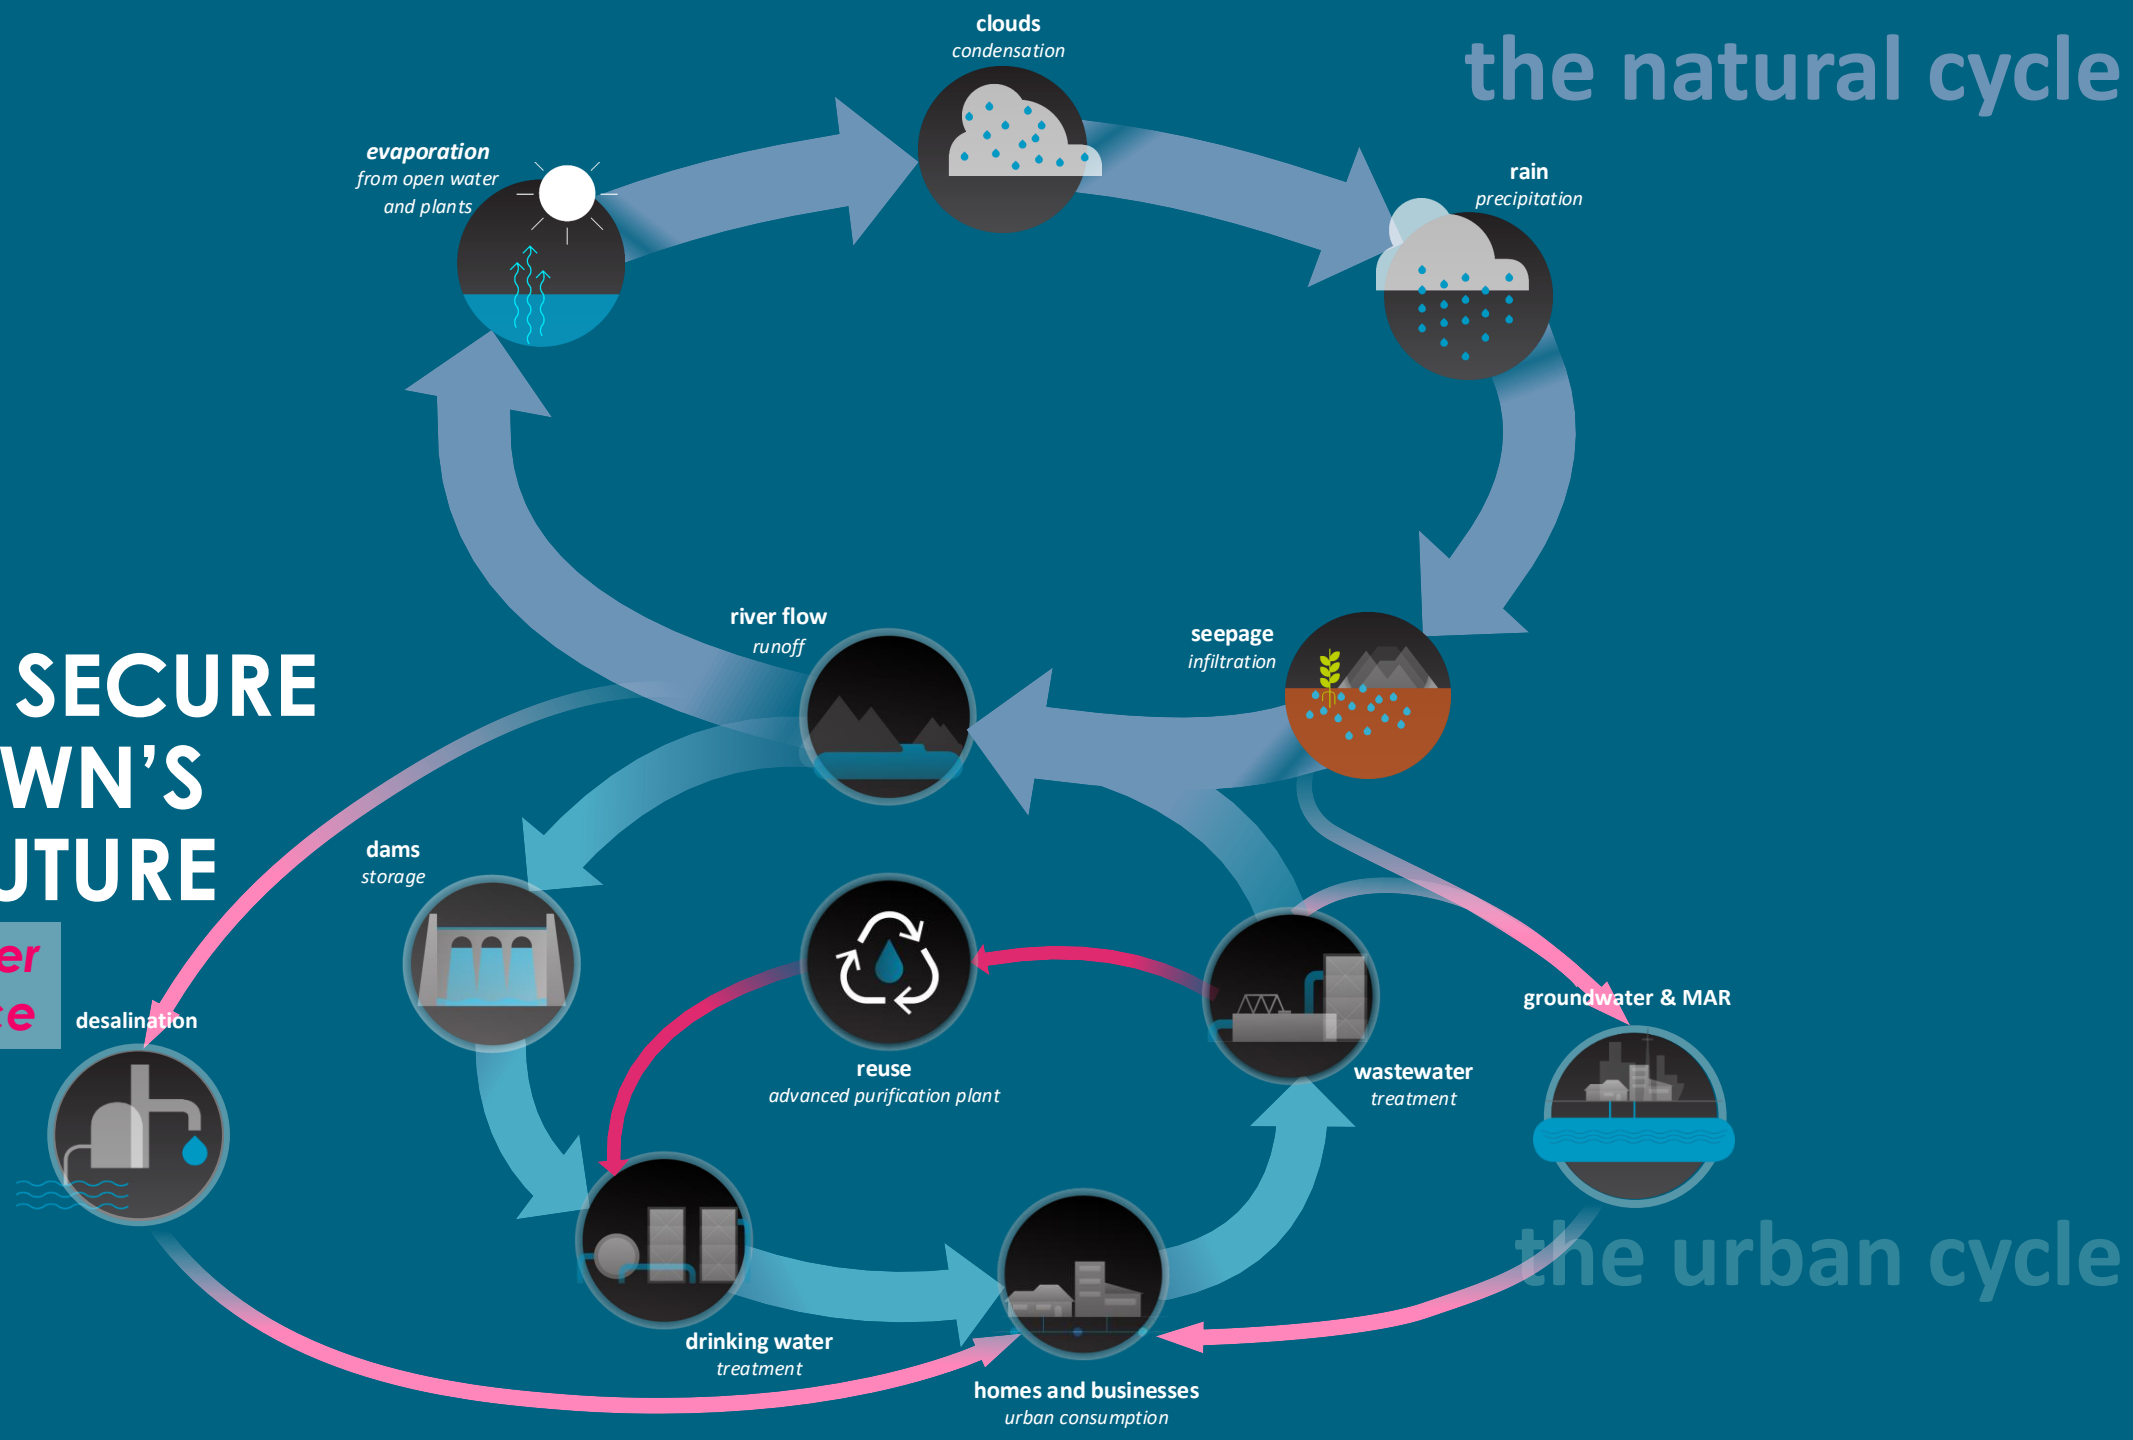 the natural cycle
clouds
condensation
evaporation
from open water
and plants
rain
precipitation
river flow
runoff
seepage
infiltration
SECURE
WN'S
UTURE
er
ce
dams
storage
desalination
reuse
advanced purification plant
groundwater & MAR
wastewater
treatment
the urban cycle
drinking water
treatment
homes and businesses
urban consumption